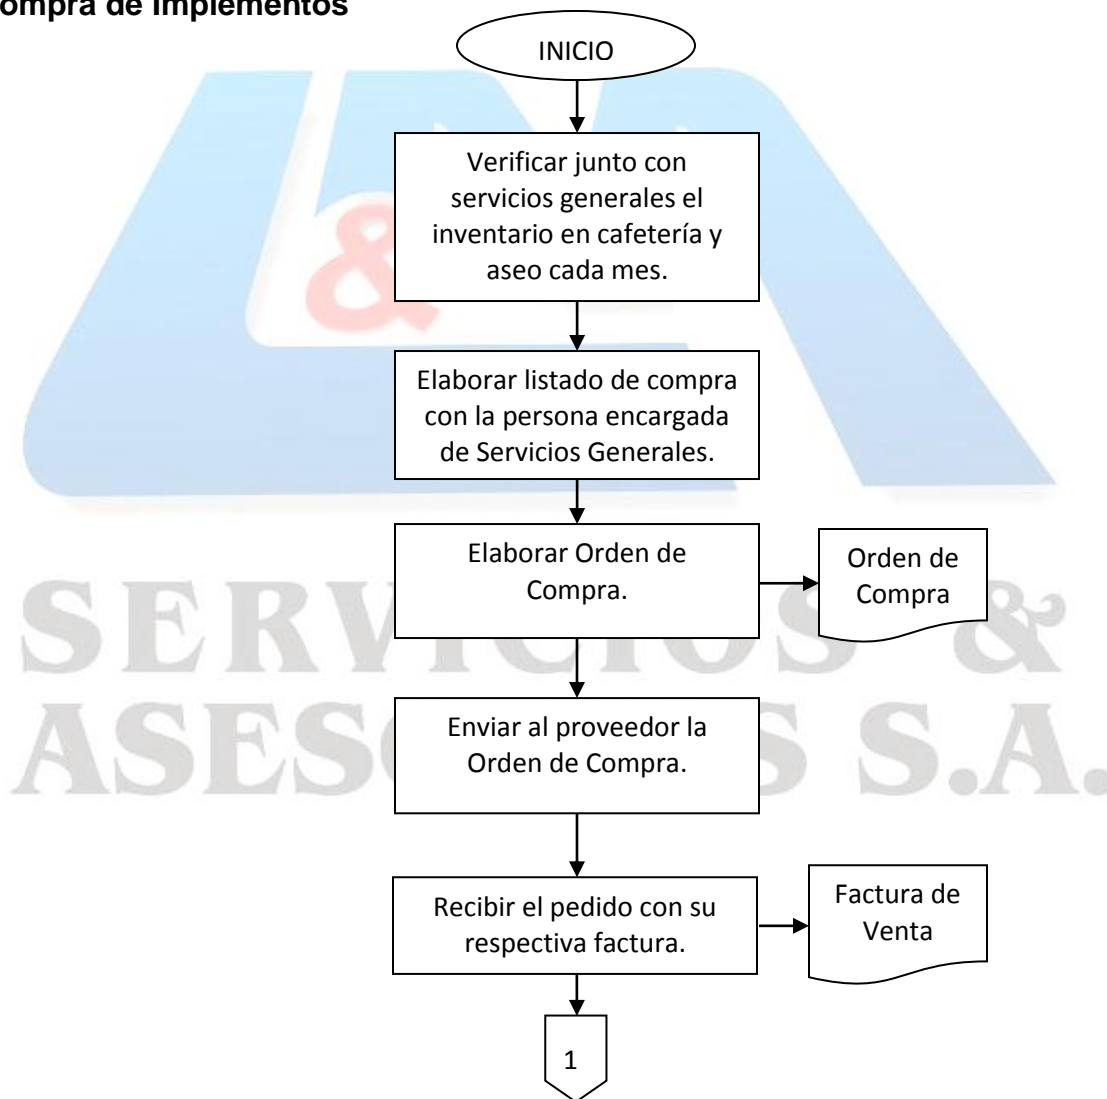 ompra de Implementos
INICIO
Verificar junto con
servicios generales el
inventario en cafetería y
aseo cada mes.
Elaborar listado de compra
con la persona encargada
de Servicios Generales.
Elaborar Orden de
Compra.
Orden de
Compra
Enviar al proveedor la
Orden de Compra.
Recibir el pedido con su
respectiva factura.
Factura de
Venta
1
L&A
SERVICIOS &
S.A.